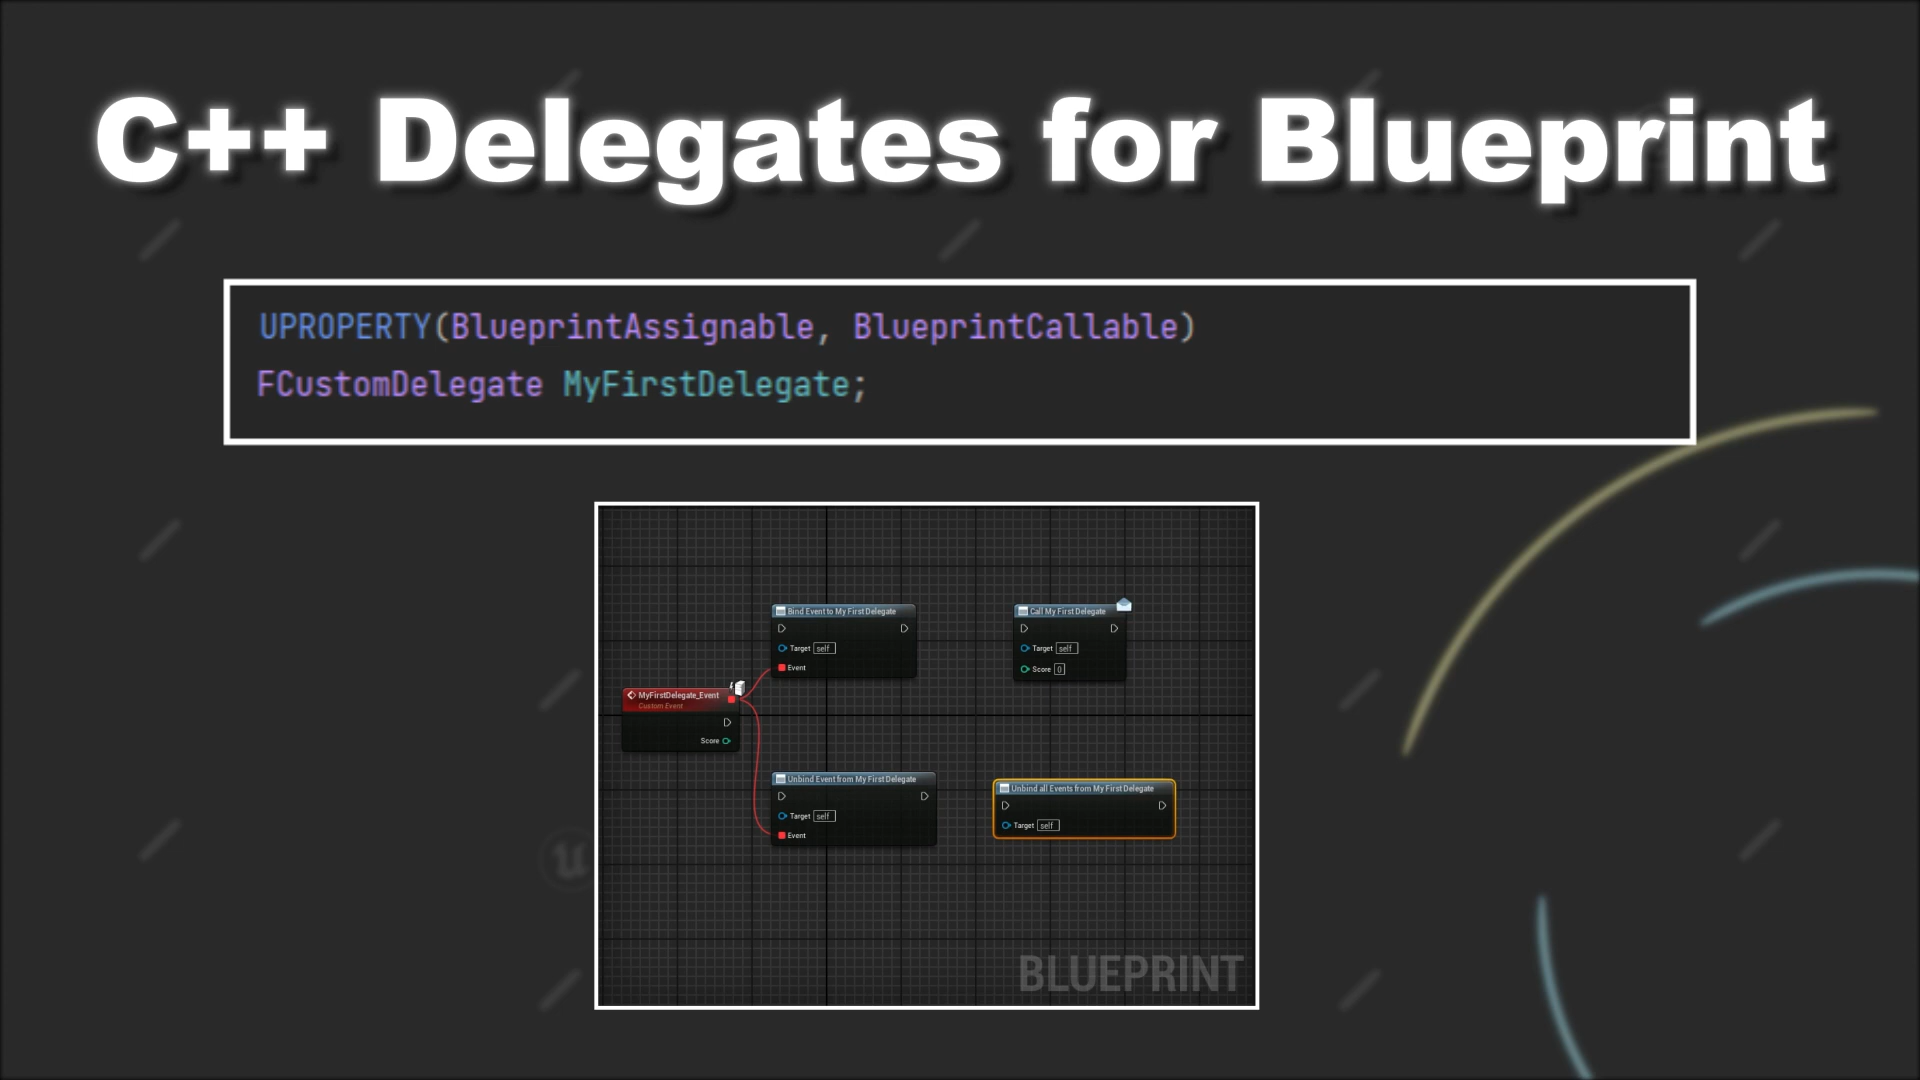 C++ Delegates for Blueprint
UPROPERTY(BlueprintAssignable, BlueprintCallable)
FCustomDelegate MyFirstDelegate;
Bind Event to My First Delegate
Target self
Event
Call My First Delegate
Target self
Score 0
MyFirstDelegate_Event
Custom Event
Score
Unbind Event from My First Delegate
Target self
Event
Unbind all Events from My First Delegate
Target self
BLUEPRINT